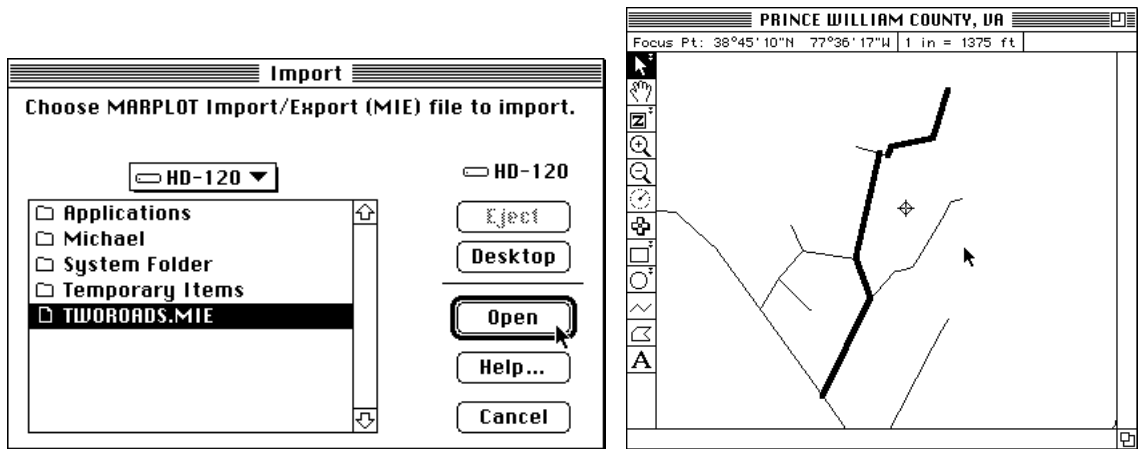 Import
Choose MARPLOT Import/Export (MIE) file to import.
HD-120
HD-120
Applications
Michael
System Folder
Temporary Items
TWOROADS.MIE
Eject
Desktop
Open
Help...
Cancel
PRINCE WILLIAM COUNTY, VA
Focus Pt: 38°45'10"N 77°36'17"W 1 in = 1375 ft
Z
A